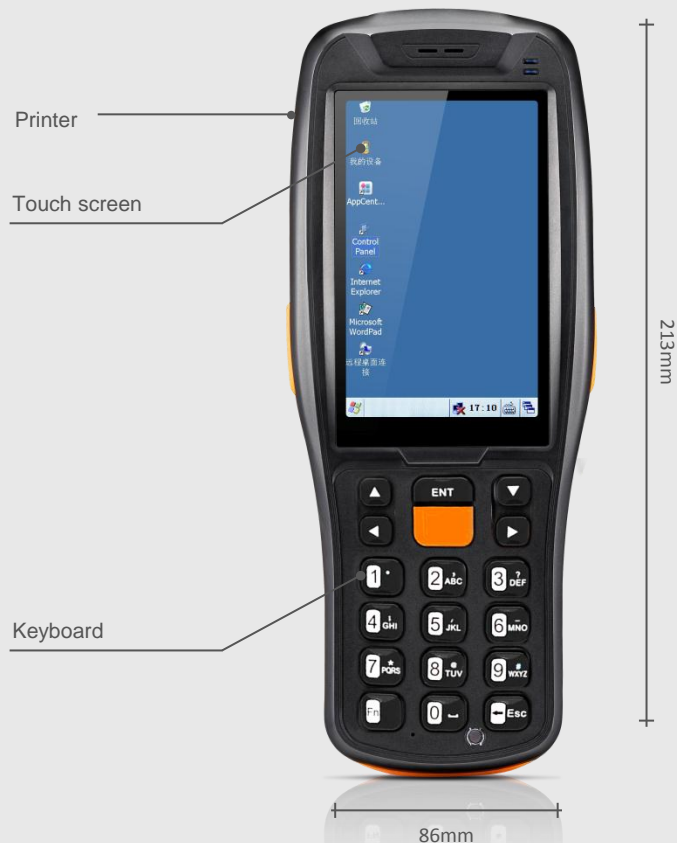 Printer
Touch screen
Keyboard
回收站
我的设备
AppCent...
Control
Panel
Internet
Explorer
Microsoft
WordPad
远程桌面连
接
17:10
ENT
1 .
2 ABC
3 ? DEF
4 GHI
5 JKL
6 MNO
7 * PQRS
8 @ TUV
9 # WXYZ
Fn
0
Esc
213mm
86mm